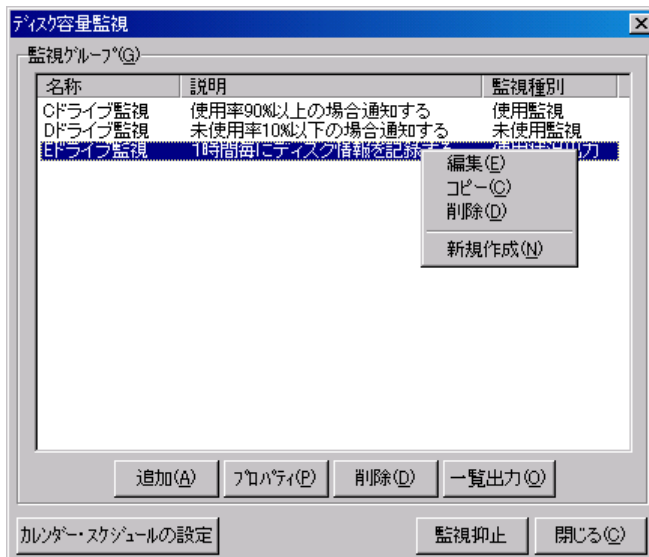 ディスク容量監視
監視グループ(G)
名称 説明 監視種別
Cドライブ監視 使用率90%以上の場合通知する 使用監視
Dドライブ監視 未使用率10%以下の場合通知する 未使用監視
Eドライブ監視 1時間毎にディスク情報を記録する
編集(E)
コピー(C)
削除(D)
新規作成(N)
追加(A) プロパティ(P) 削除(D) 一覧出力(O)
カレンダー・スケジュールの設定 監視抑止 閉じる(C)